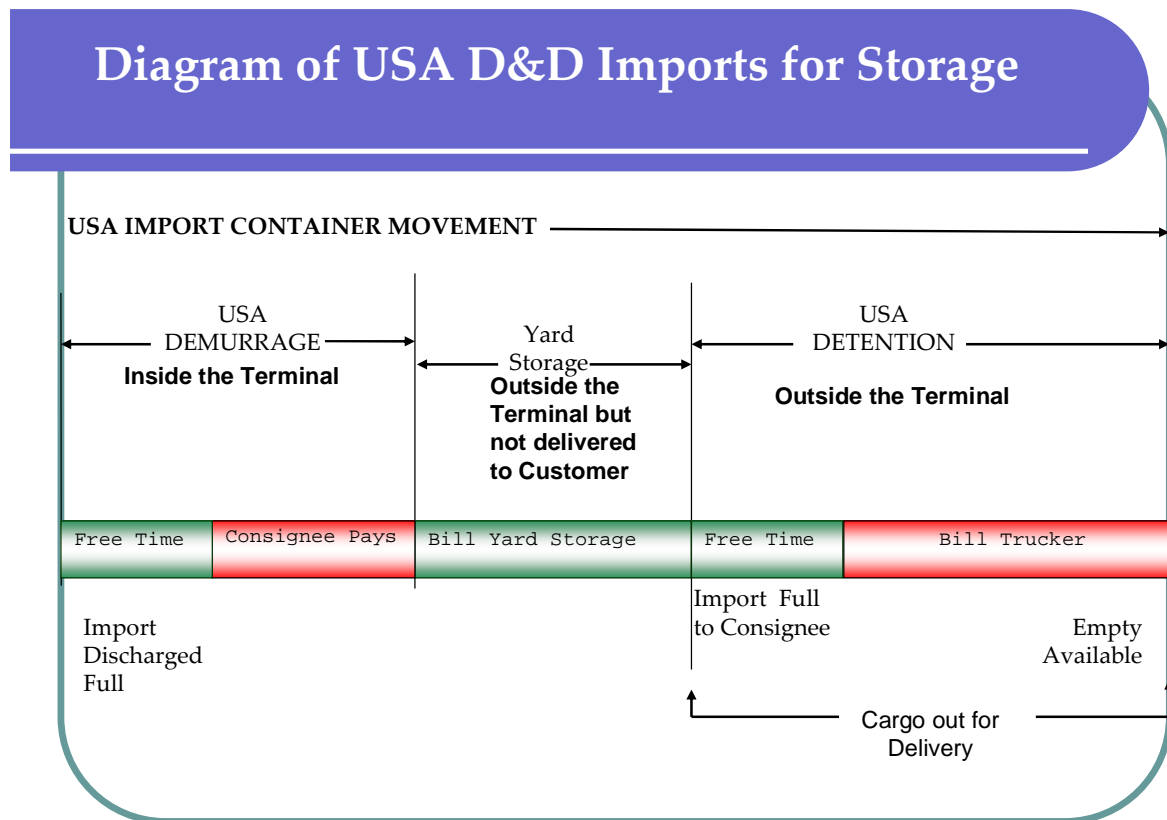 Diagram of USA D&D Imports for Storage
USA IMPORT CONTAINER MOVEMENT
USA
DEMURRAGE
Inside the Terminal
Yard
Storage
Outside the
Terminal but
not delivered
to Customer
USA
DETENTION
Outside the Terminal
Free Time
Consignee Pays
Bill Yard Storage
Free Time
Bill Trucker
Import
Discharged
Full
Import Full
to Consignee
Empty
Available
Cargo out for
Delivery